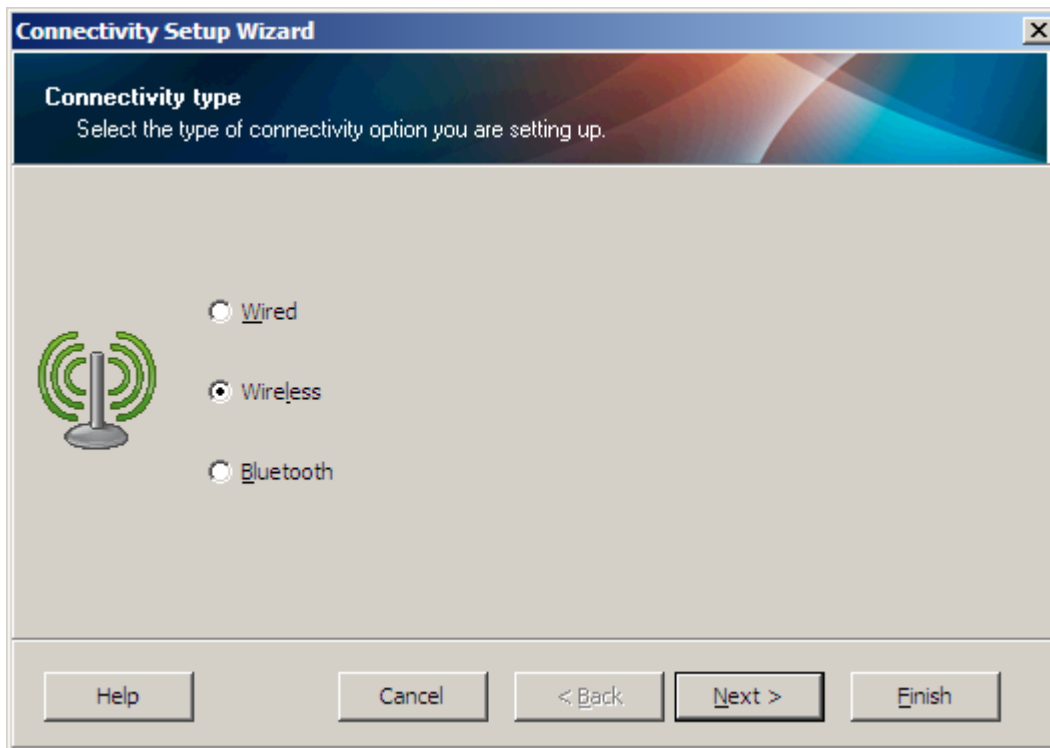 Connectivity Setup Wizard
Connectivity type
Select the type of connectivity option you are setting up.
Wired
Wireless
Bluetooth
Help Cancel < Back Next > Finish